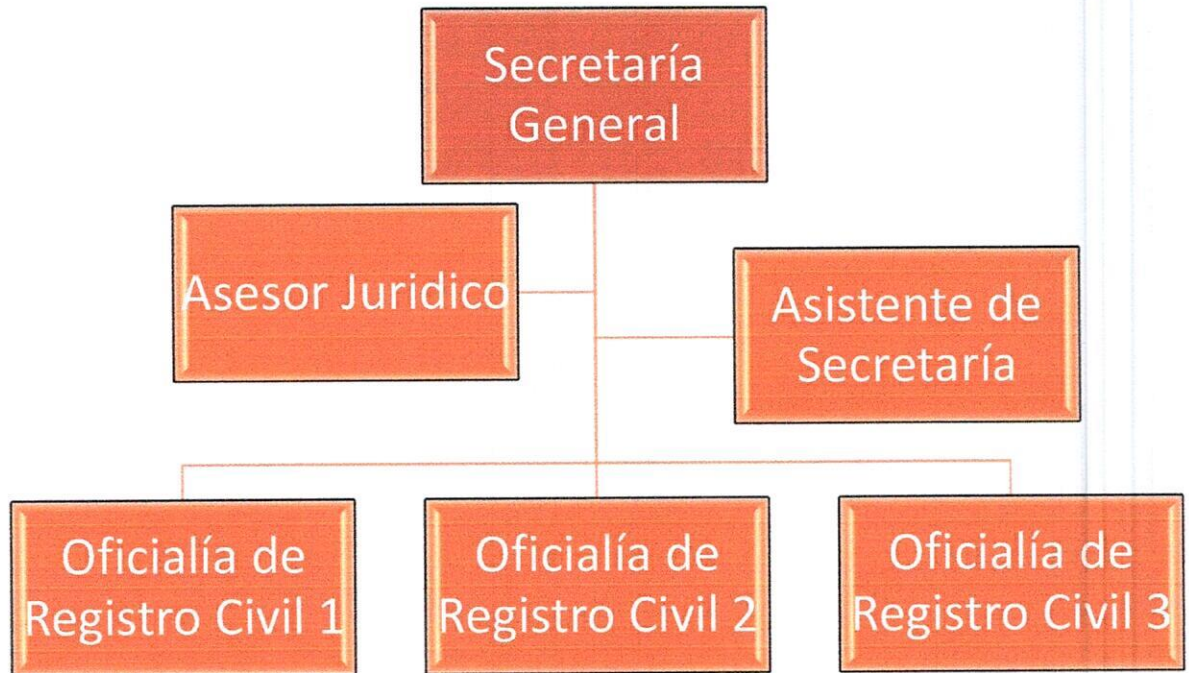 Secretaría
General
Asesor Juridico
Asistente de
Secretaría
Oficialía de
Registro Civil 1
Oficialía de
Registro Civil 2
Oficialía de
Registro Civil 3